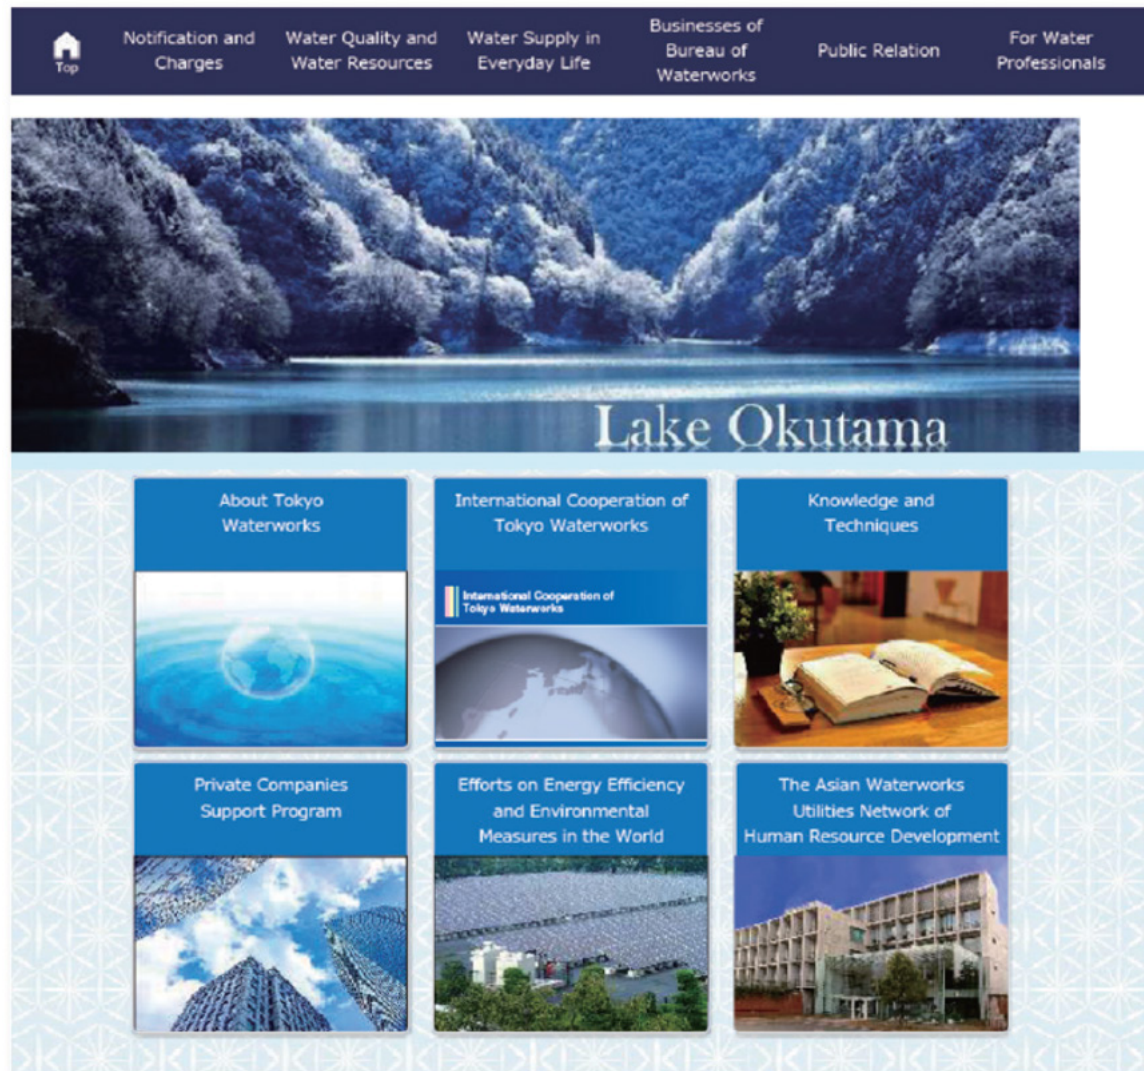 Top
Notification and
Charges
Water Quality and
Water Resources
Water Supply in
Everyday Life
Businesses of
Bureau of
Waterworks
Public Relation
For Water
Professionals
Lake Okutama
About Tokyo
Waterworks
International Cooperation of
Tokyo Waterworks
International Cooperation of
Tokyo Waterworks
Knowledge and
Techniques
Private Companies
Support Program
Efforts on Energy Efficiency
and Environmental
Measures in the World
The Asian Waterworks
Utilities Network of
Human Resource Development